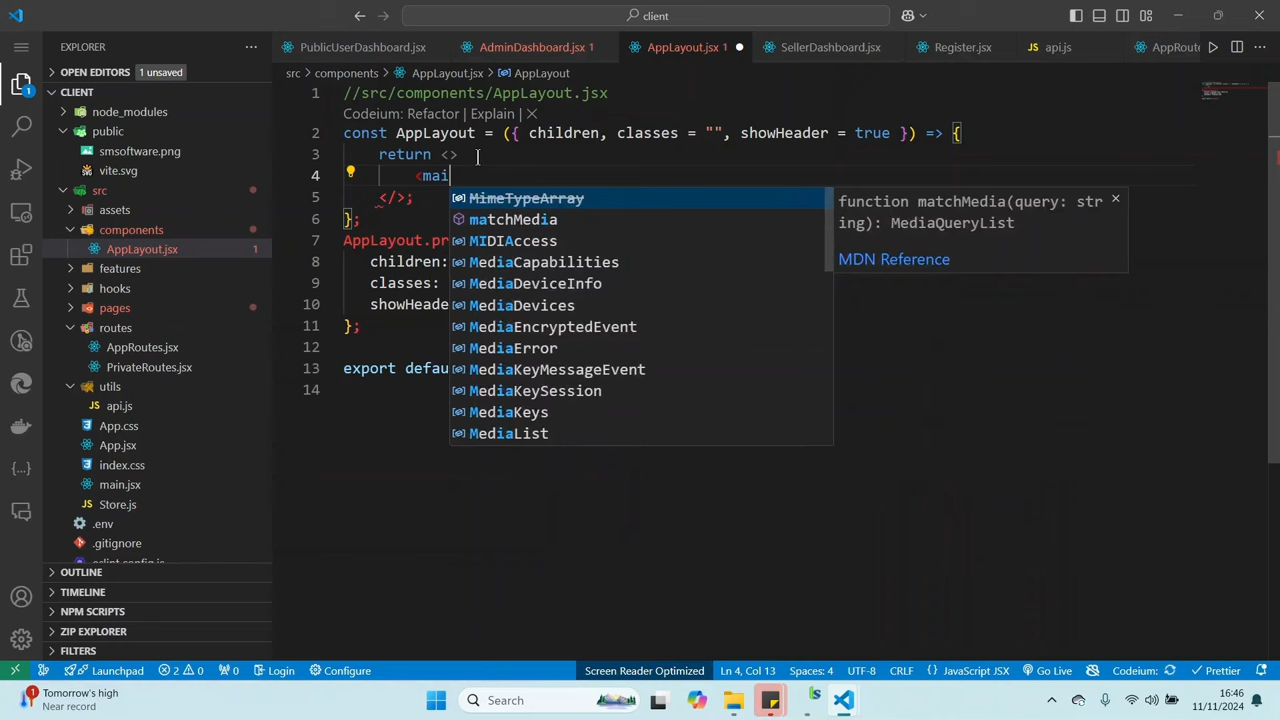 client
EXPLORER
PublicUserDashboard.jsx
AdminDashboard.jsx 1
AppLayout.jsx 1
SellerDashboard.jsx
Register.jsx
api.js
AppRoute
OPEN EDITORS 1 unsaved
src > components > AppLayout.jsx > AppLayout
CLIENT
node_modules
public
smsoftware.png
vite.svg
src
assets
components
AppLayout.jsx 1
features
hooks
pages
routes
AppRoutes.jsx
PrivateRoutes.jsx
utils
api.js
App.css
App.jsx
index.css
main.jsx
Store.js
.env
.gitignore
eslint.config.js
OUTLINE
TIMELINE
NPM SCRIPTS
ZIP EXPLORER
FILTERS
1 //src/components/AppLayout.jsx
Codeium: Refactor | Explain | ×
2 const AppLayout = ({ children, classes = "", showHeader = true }) => {
3 return <>
4 <mai
5 </>;
6 };
7 AppLayout.pr
8 children:
9 classes:
10 showHeade
11 };
12
13 export defau
14
MimeTypeArray
matchMedia
MIDIAccess
MediaCapabilities
MediaDeviceInfo
MediaDevices
MediaEncryptedEvent
MediaError
MediaKeyMessageEvent
MediaKeySession
MediaKeys
MediaList
function matchMedia(query: str
ing): MediaQueryList
MDN Reference
1
Launchpad
2 0
0
Login
Configure
Screen Reader Optimized
Ln 4, Col 13
Spaces: 4
UTF-8
CRLF
{ } JavaScript JSX
Go Live
Codeium:
Prettier
1
Tomorrow's high
Near record
Search
16:46
11/11/2024